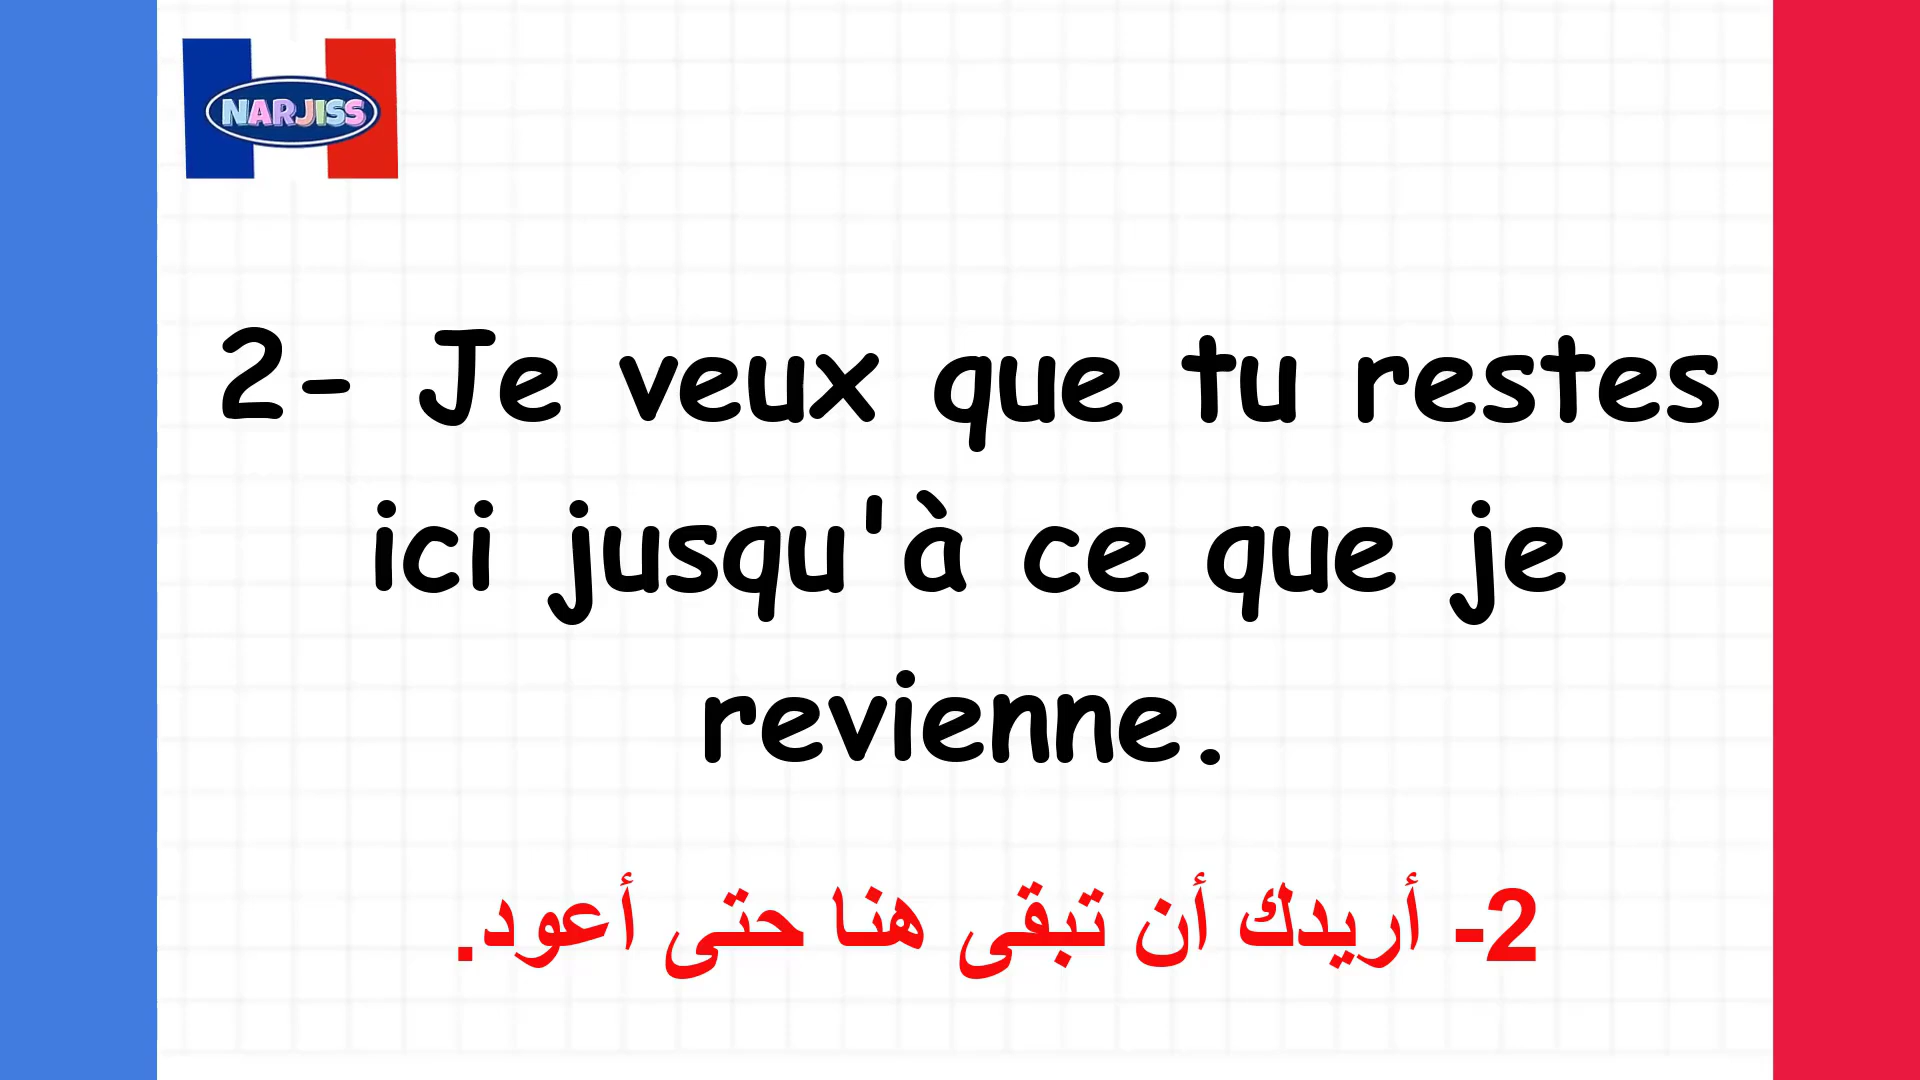 NARJISS
2- Je veux que tu restes
ici jusqu'à ce que je
revienne.
2- أريدك أن تبقى هنا حتى أعود.